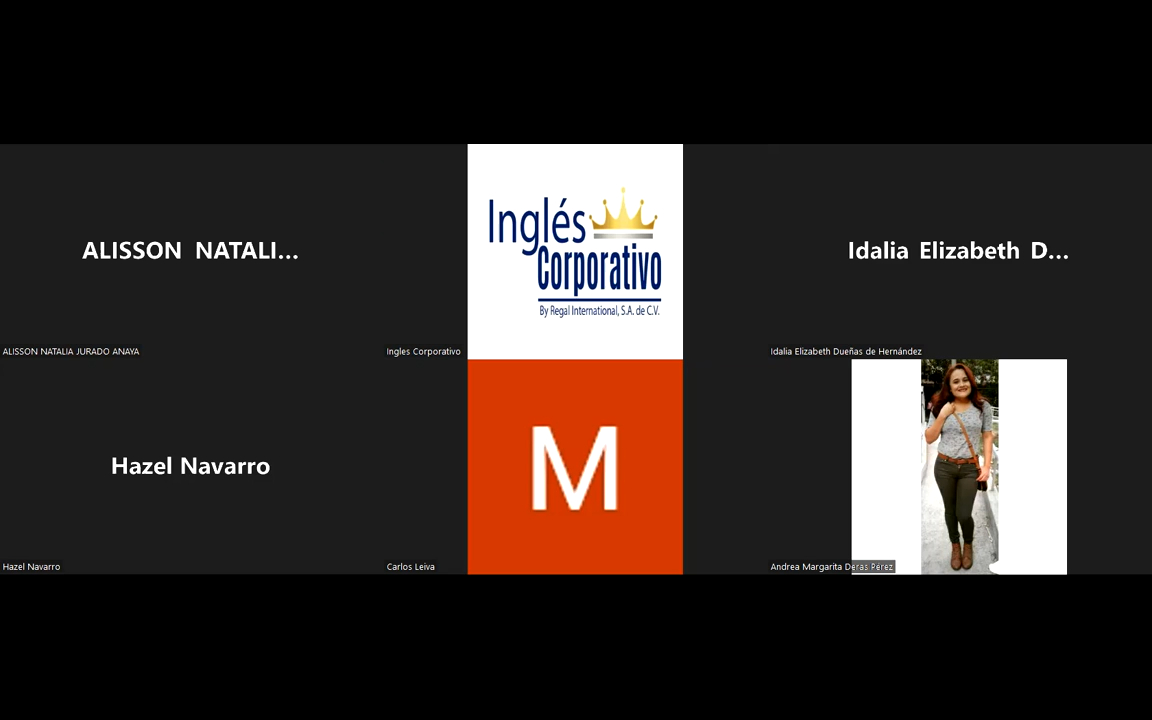 ALISSON NATALI...
ALISSON NATALIA JURADO ANAYA
Inglés
Corporativo
By Regal International, S.A. de C.V.
Ingles Corporativo
Idalia Elizabeth D...
Idalia Elizabeth Dueñas de Hernández
Hazel Navarro
Hazel Navarro
M
Carlos Leiva
Andrea Margarita Deras Pérez